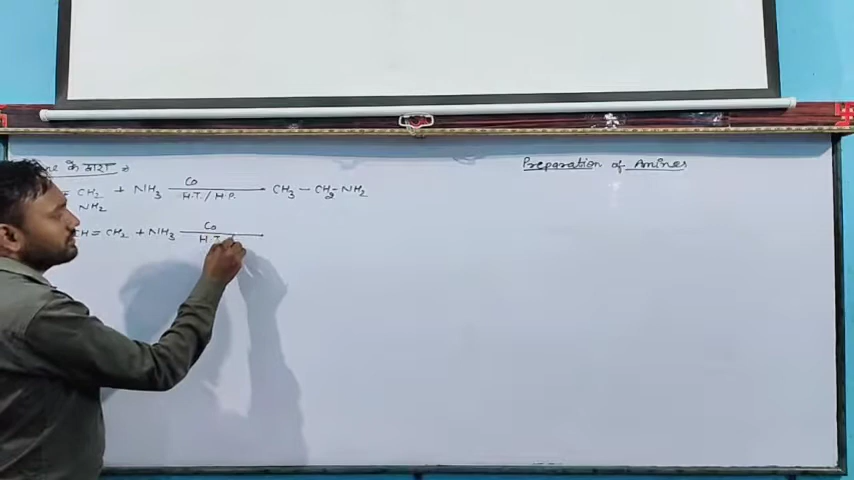 Preparation of Amines
के द्वारा
= CH2 + NH3 Co H.T. / H.P. CH3 – CH2 – NH2
NH2
CH = CH2 + NH3 Co H.T